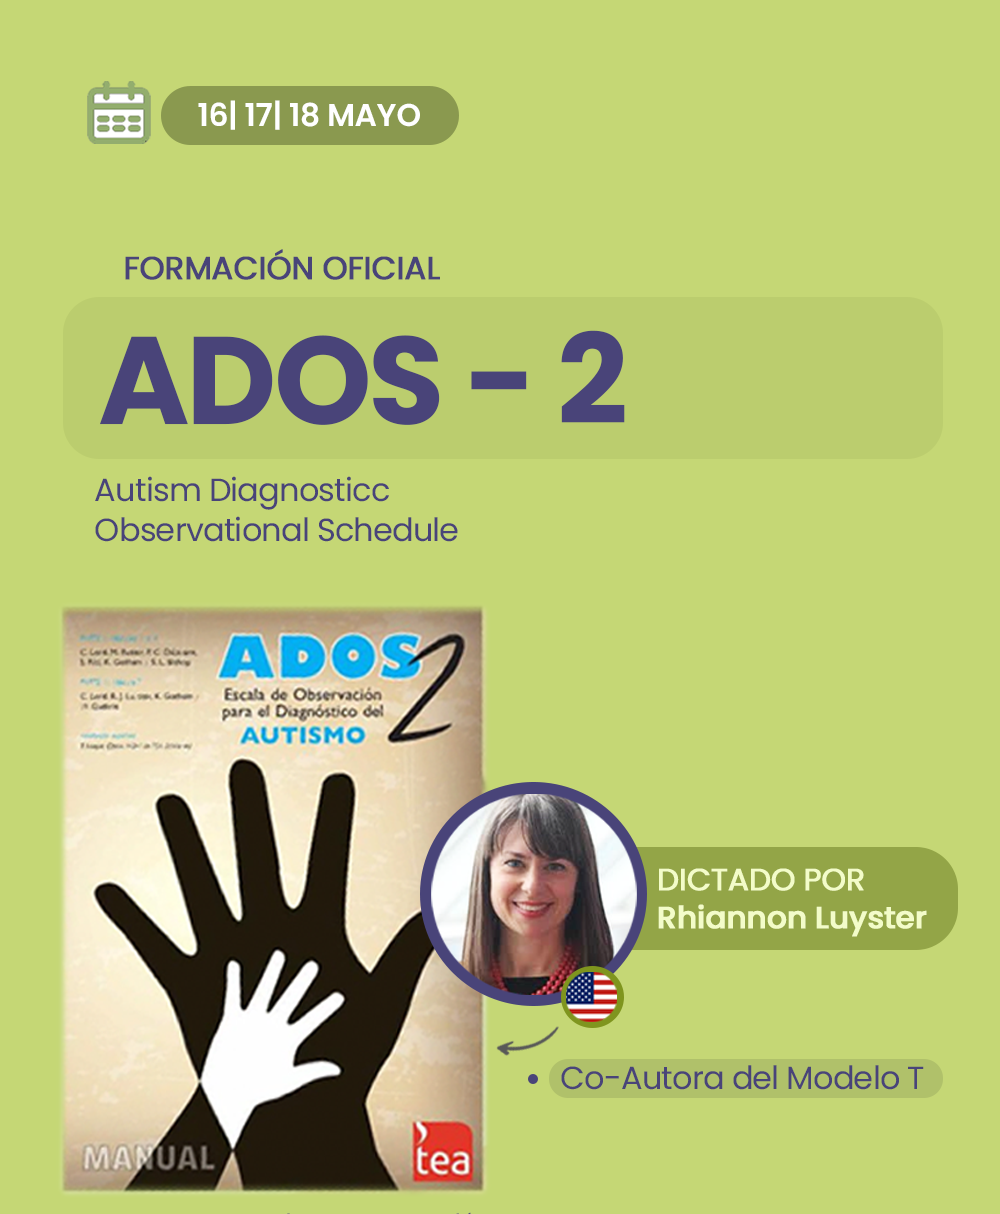 16| 17| 18 MAYO
FORMACIÓN OFICIAL
ADOS - 2
Autism Diagnosticc
Observational Schedule
ADOS 2
Escala de Observación
para el Diagnóstico del
AUTISMO
DICTADO POR
Rhiannon Luyster
Co-Autora del Modelo T
MANUAL
tea